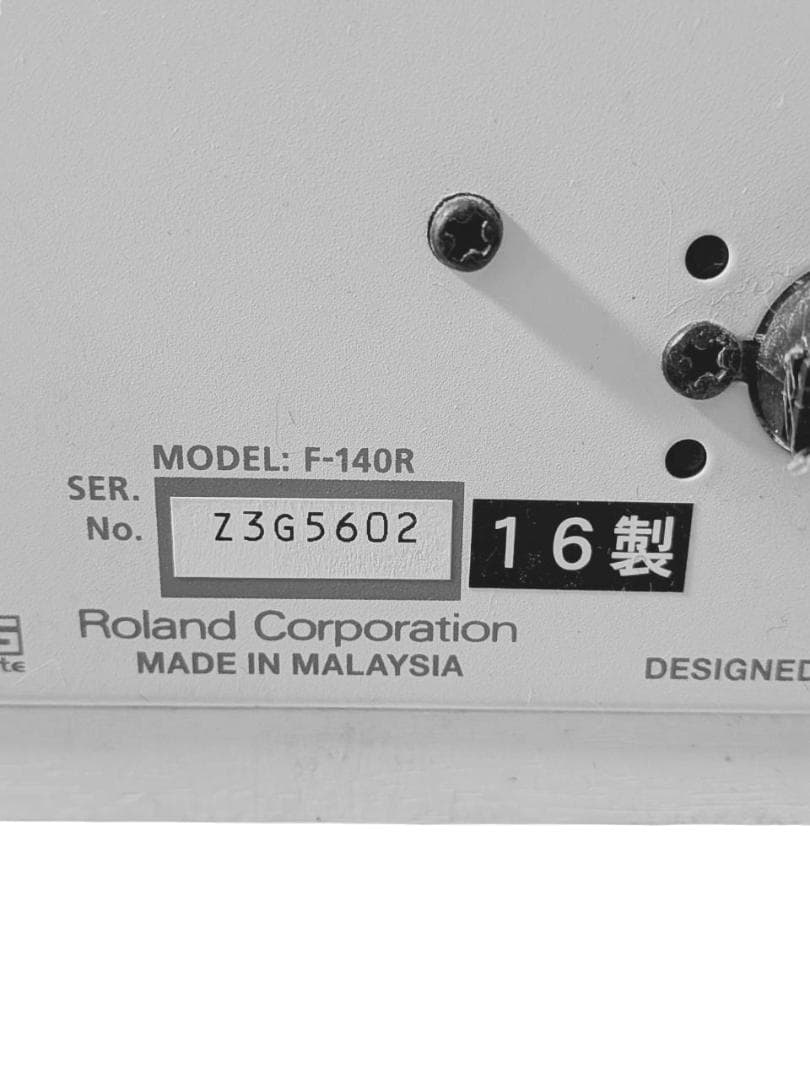 MODEL: F-140R
SER.
No.
Z3G5602
16製
Roland Corporation
MADE IN MALAYSIA
DESIGNED